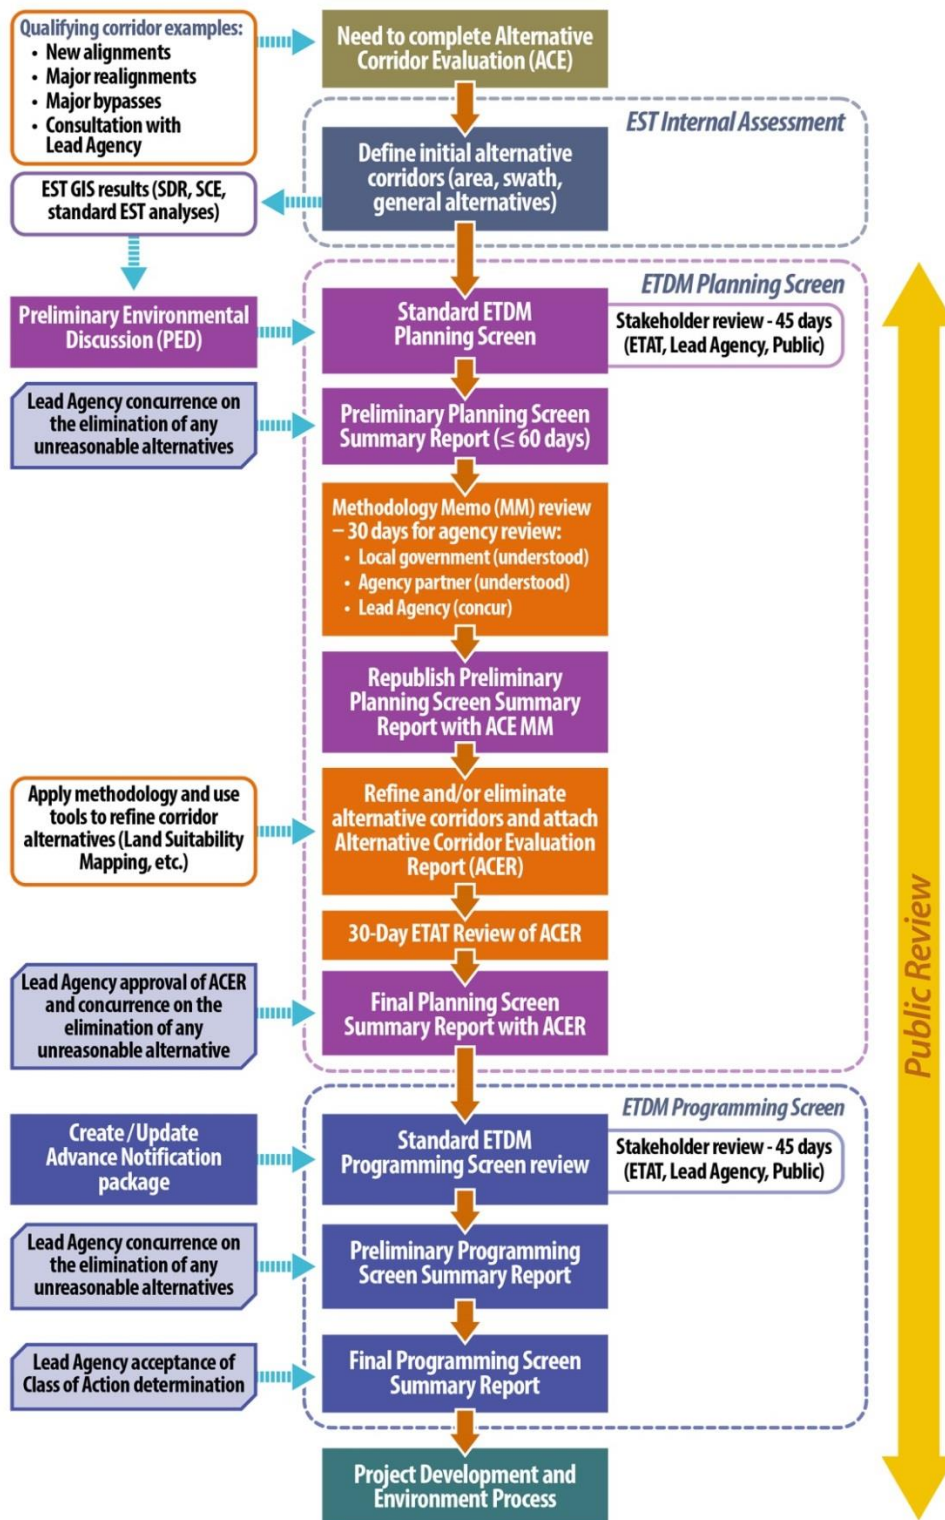 Qualifying corridor examples:
• New alignments
• Major realignments
• Major bypasses
• Consultation with
Lead Agency
Need to complete Alternative
Corridor Evaluation (ACE)
EST Internal Assessment
Define initial alternative
corridors (area, swath,
general alternatives)
EST GIS results (SDR, SCE,
standard EST analyses)
ETDM Planning Screen
Preliminary Environmental
Discussion (PED)
Standard ETDM
Planning Screen
Stakeholder review - 45 days
(ETAT, Lead Agency, Public)
Lead Agency concurrence on
the elimination of any
unreasonable alternatives
Preliminary Planning Screen
Summary Report (≤ 60 days)
Methodology Memo (MM) review
– 30 days for agency review:
• Local government (understood)
• Agency partner (understood)
• Lead Agency (concur)
Republish Preliminary
Planning Screen Summary
Report with ACE MM
Apply methodology and use
tools to refine corridor
alternatives (Land Suitability
Mapping, etc.)
Refine and/or eliminate
alternative corridors and attach
Alternative Corridor Evaluation
Report (ACER)
30-Day ETAT Review of ACER
Lead Agency approval of ACER
and concurrence on the
elimination of any
unreasonable alternative
Final Planning Screen
Summary Report with ACER
Public Review
ETDM Programming Screen
Create / Update
Advance Notification
package
Standard ETDM
Programming Screen review
Stakeholder review - 45 days
(ETAT, Lead Agency, Public)
Lead Agency concurrence on
the elimination of any
unreasonable alternatives
Preliminary Programming
Screen Summary Report
Lead Agency acceptance of
Class of Action determination
Final Programming Screen
Summary Report
Project Development and
Environment Process